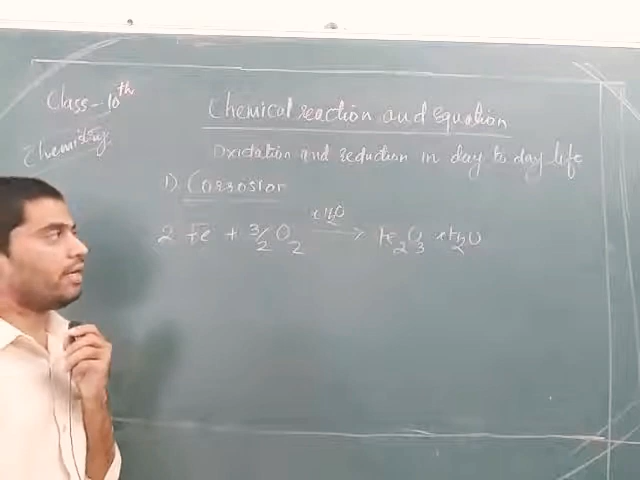 Class - 10th
Chemistry
Chemical reaction and Equation
Oxidation and reduction in day to day life
1) Corrosion
2 Fe + 3/2 O2 xH2O → Fe2O3 xH2O